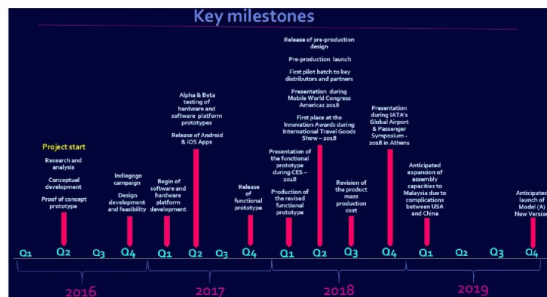 Key milestones
Project start
Research and
analysis
Conceptual
development
Proof of concept
prototype
Indiegogo
campaign
Design
development
and feasibility
Begin of
software and
hardware
platform
development
Alpha & Beta
testing of
hardware and
software platform
prototypes
Release of Android
& iOS Apps
Release
of functional
prototype
Presentation of
the functional
prototype
during CES –
2018
Production of
the revised
functional
prototype
Release of pre-production
design
Pre-production launch
First pilot batch to key
distributors and partners
Presentation during
Mobile World Congress
Americas 2018
First place at the
Innovation Awards during
International Travel Goods
Show – 2018
Revision of
the product
mass
production
cost
Presentation
during IATA's
Global Airport
& Passenger
Symposium -
2018 in Athens
Anticipated
expansion of
assembly
capacities to
Malaysia due to
complications
between USA
and China
Anticipated
launch of
Model (A)
New Version
Q1 Q2 Q3 Q4 Q1 Q2 Q3 Q4 Q1 Q2 Q3 Q4 Q1 Q2 Q3 Q4
2016 2017 2018 2019